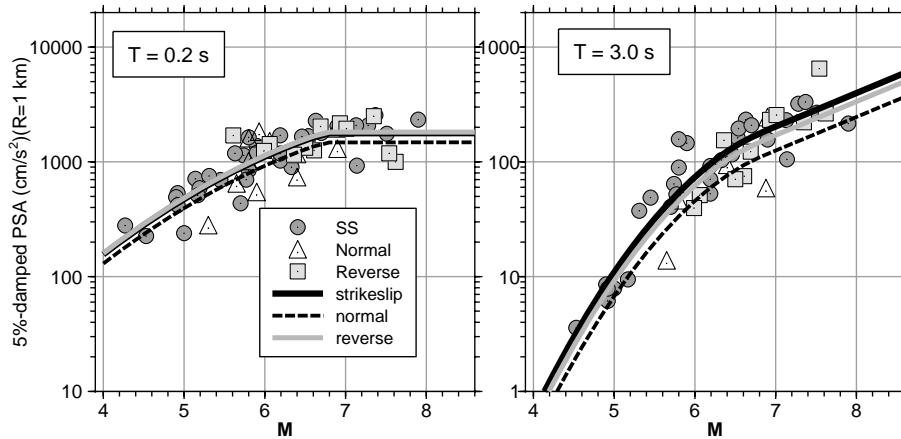 5%-damped PSA (cm/s²)(R=1 km)
10000
1000
100
10
T = 0.2 s
SS
Normal
Reverse
strikeslip
normal
reverse
4 5 6 7 8
M
1000
100
10
1
T = 3.0 s
4 5 6 7 8
M